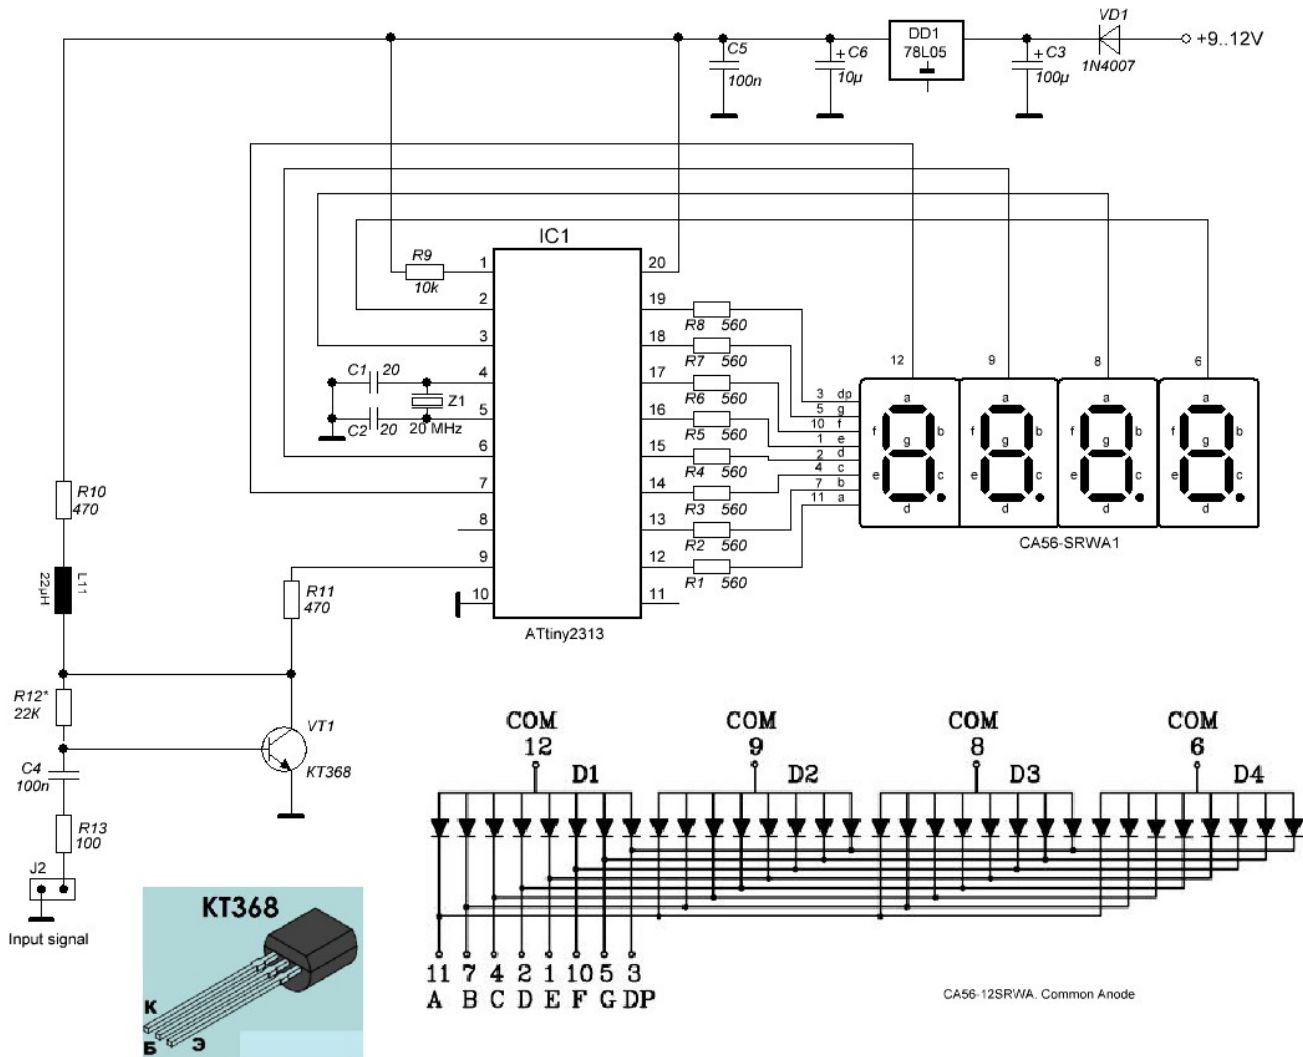 VD1
DD1
78L05
+9..12V
1N4007
C5
100n
+ C6
10µ
+ C3
100µ
IC1
R9
10k
1
2
3
4
5
6
7
8
9
10
20
19
18
17
16
15
14
13
12
11
ATtiny2313
C1 20
C2 20
Z1
20 MHz
R8 560
R7 560
R6 560
R5 560
R4 560
R3 560
R2 560
R1 560
12
9
8
6
3 dp
5 g
10 f
1 e
2 d
4 c
7 b
11 a
a
f b
g
e c
d
a
f b
g
e c
d
a
f b
g
e c
d
a
f b
g
e c
d
CA56-SRWA1
R10
470
L11
22µH
R11
470
R12*
22K
VT1
KT368
C4
100n
R13
100
J2
Input signal
KT368
К
Б
Э
COM COM COM COM
12 9 8 6
D1 D2 D3 D4
11 7 4 2 1 10 5 3
A B C D E F G DP
CA56-12SRWA. Common Anode